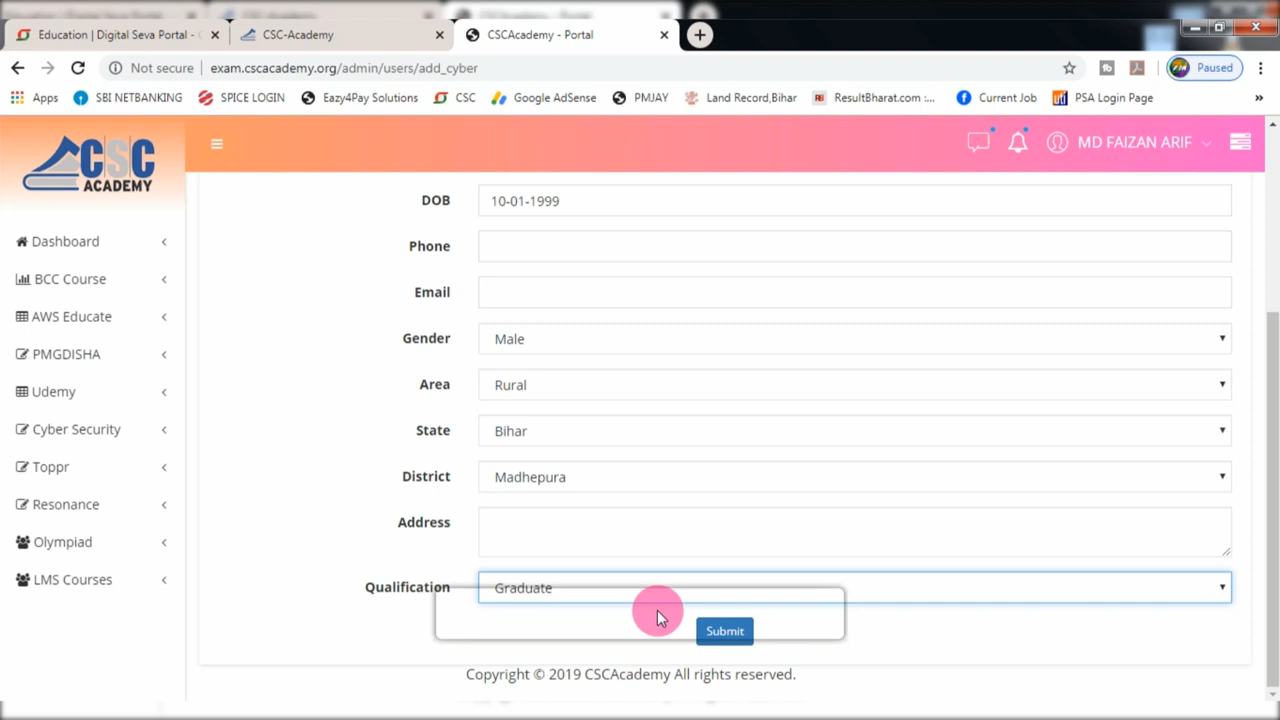 Education | Digital Seva Portal - C
CSC-Academy
CSCAcademy - Portal
Not secure | exam.cscacademy.org/admin/users/add_cyber
Paused
Apps SBI NETBANKING SPICE LOGIN Eazy4Pay Solutions CSC Google AdSense PMJAY Land Record,Bihar ResultBharat.com :... Current Job PSA Login Page »
CSC
ACADEMY
MD FAIZAN ARIF
Dashboard
BCC Course
AWS Educate
PMGDISHA
Udemy
Cyber Security
Toppr
Resonance
Olympiad
LMS Courses
DOB 10-01-1999
Phone
Email
Gender Male
Area Rural
State Bihar
District Madhepura
Address
Qualification Graduate
Submit
Copyright © 2019 CSCAcademy All rights reserved.